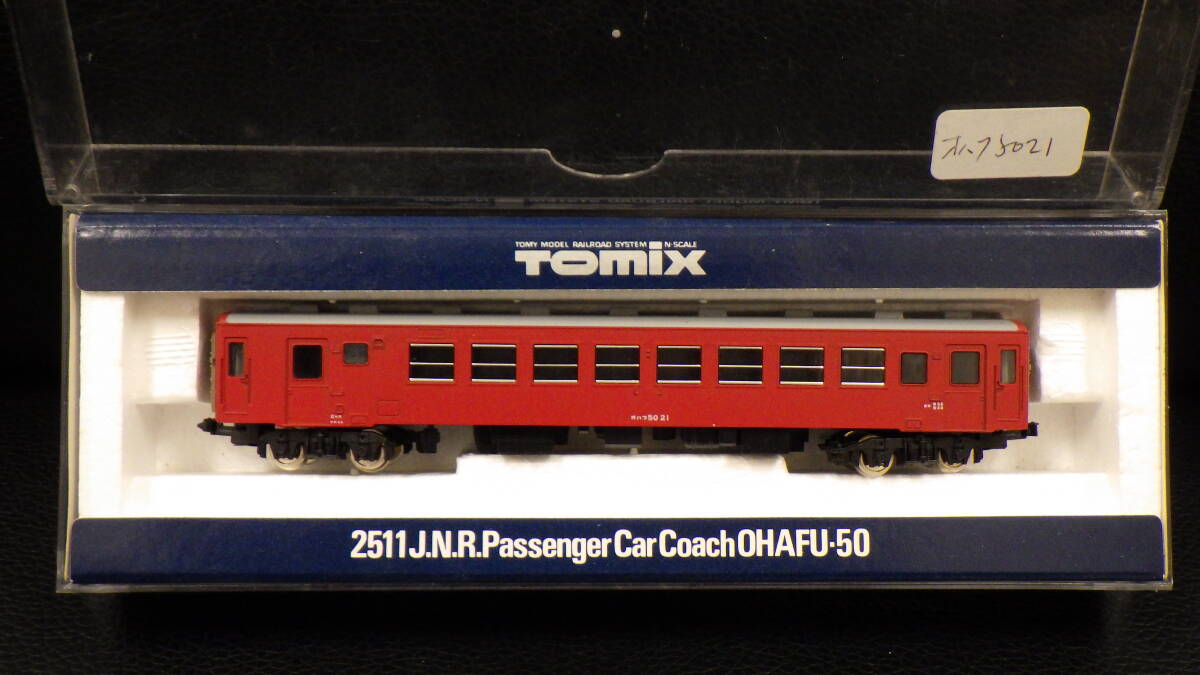 オハフ5021
TOMY MODEL RAILROAD SYSTEM N-SCALE
TOMIX
オハフ50 21
2511 J.N.R. Passenger Car Coach OHAFU-50